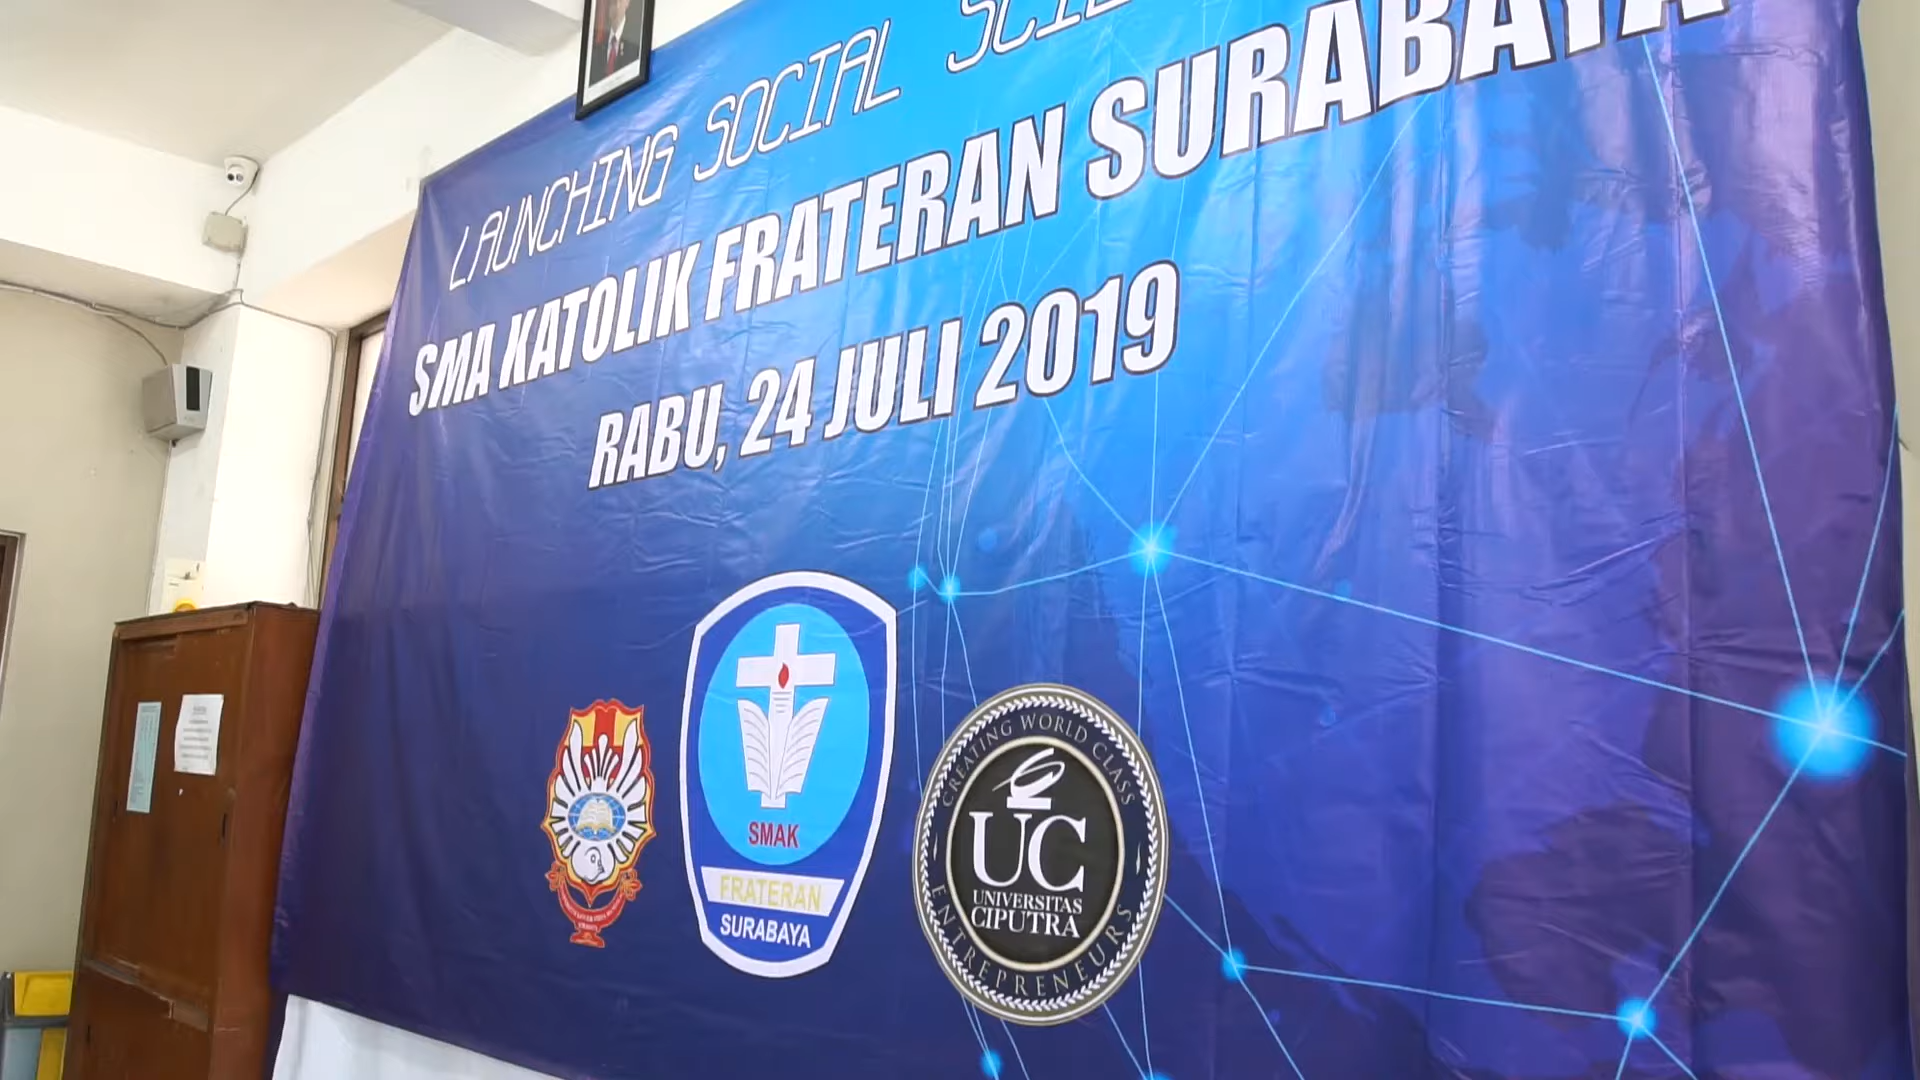 LAUNCHING SOCIAL
SMA KATOLIK FRATERAN SURABAYA
RABU, 24 JULI 2019
SMAK
FRATERAN
SURABAYA
CREATING WORLD CLASS
UC
UNIVERSITAS
CIPUTRA
ENTREPRENEURS